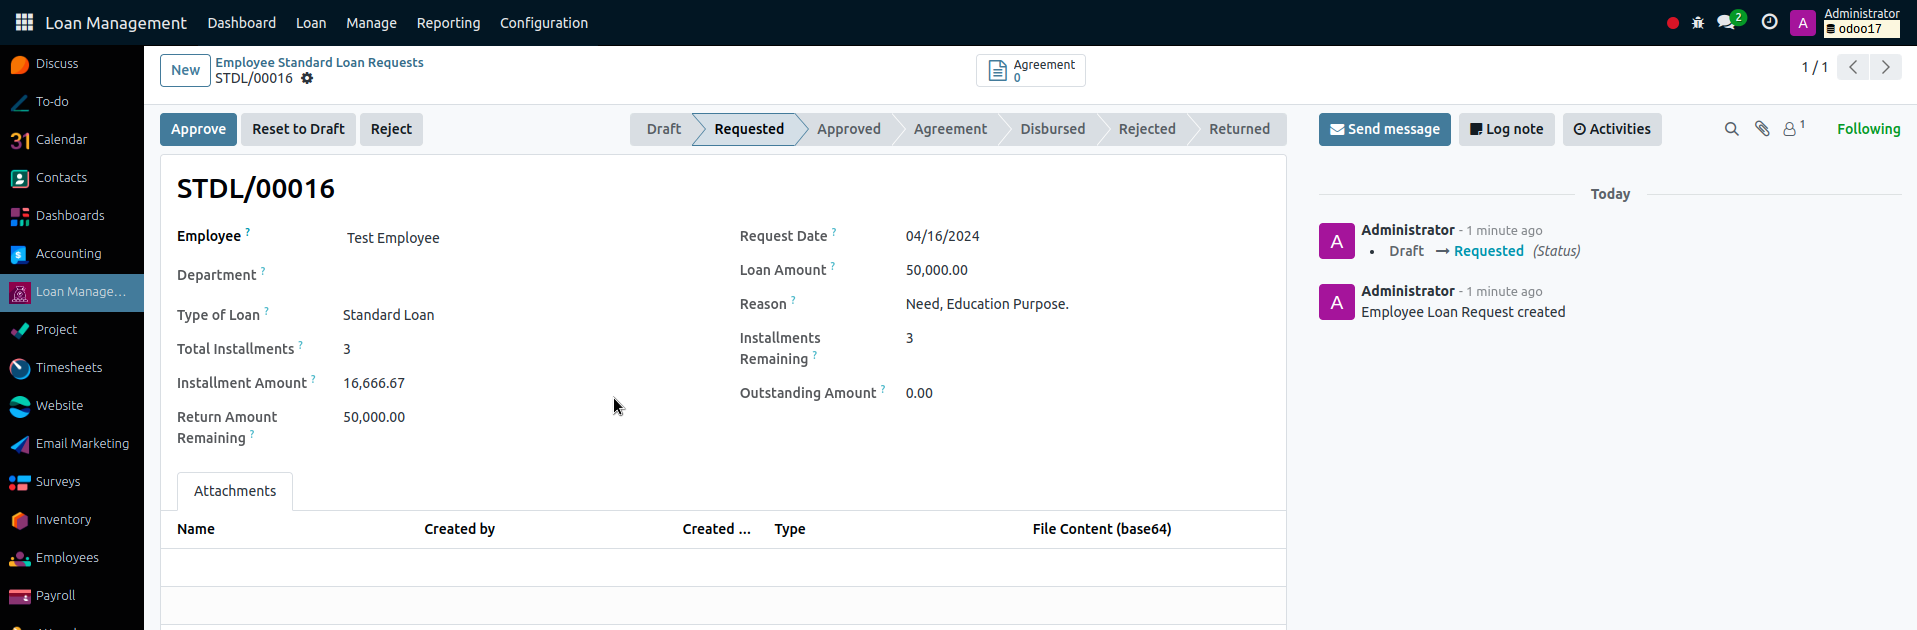 Loan Management Dashboard Loan Manage Reporting Configuration 2 A Administrator
odoo17
Discuss
To-do
31 Calendar
Contacts
Dashboards
Accounting
Loan Manage...
Project
Timesheets
Website
Email Marketing
Surveys
Inventory
Employees
Payroll
New Employee Standard Loan Requests
STDL/00016
Agreement
0
1 / 1
Approve Reset to Draft Reject
Draft Requested Approved Agreement Disbursed Rejected Returned
Send message Log note Activities 1 Following
STDL/00016
Employee ? Test Employee
Department ?
Type of Loan ? Standard Loan
Total Installments ? 3
Installment Amount ? 16,666.67
Return Amount
Remaining ? 50,000.00
Request Date ? 04/16/2024
Loan Amount ? 50,000.00
Reason ? Need, Education Purpose.
Installments
Remaining ? 3
Outstanding Amount ? 0.00
Attachments
Name Created by Created ... Type File Content (base64)
Today
A Administrator - 1 minute ago
• Draft → Requested (Status)
A Administrator - 1 minute ago
Employee Loan Request created